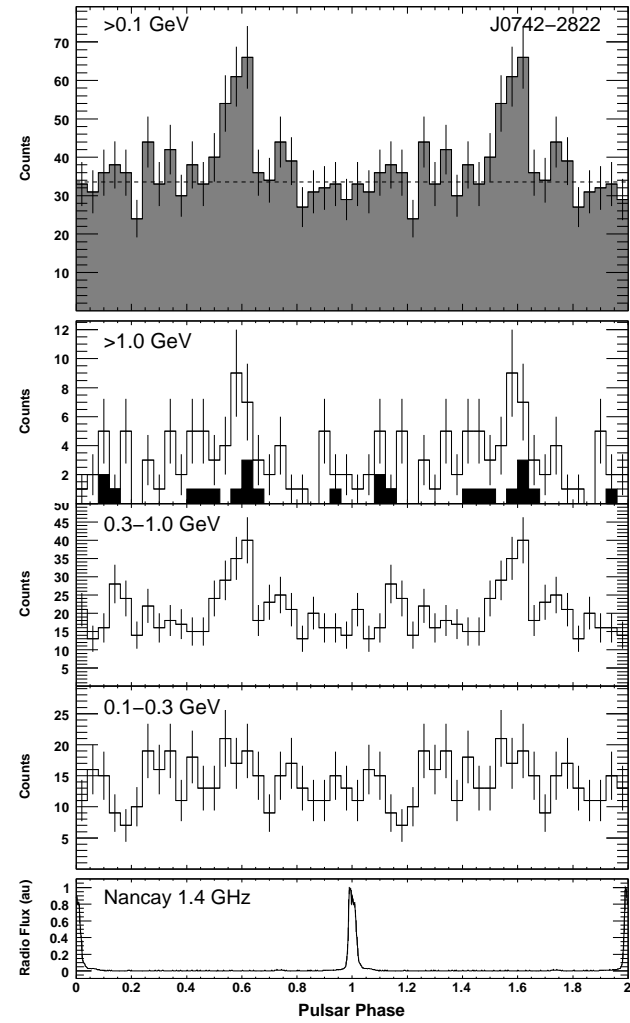 >0.1 GeV
J0742−2822
70
60
50
40
30
20
10
Counts
>1.0 GeV
12
10
8
6
4
2
Counts
0.3−1.0 GeV
50
45
40
35
30
25
20
15
10
5
Counts
0.1−0.3 GeV
25
20
15
10
5
Counts
Nancay 1.4 GHz
1
0.8
0.6
0.4
0.2
0
Radio Flux (au)
0 0.2 0.4 0.6 0.8 1 1.2 1.4 1.6 1.8 2
Pulsar Phase